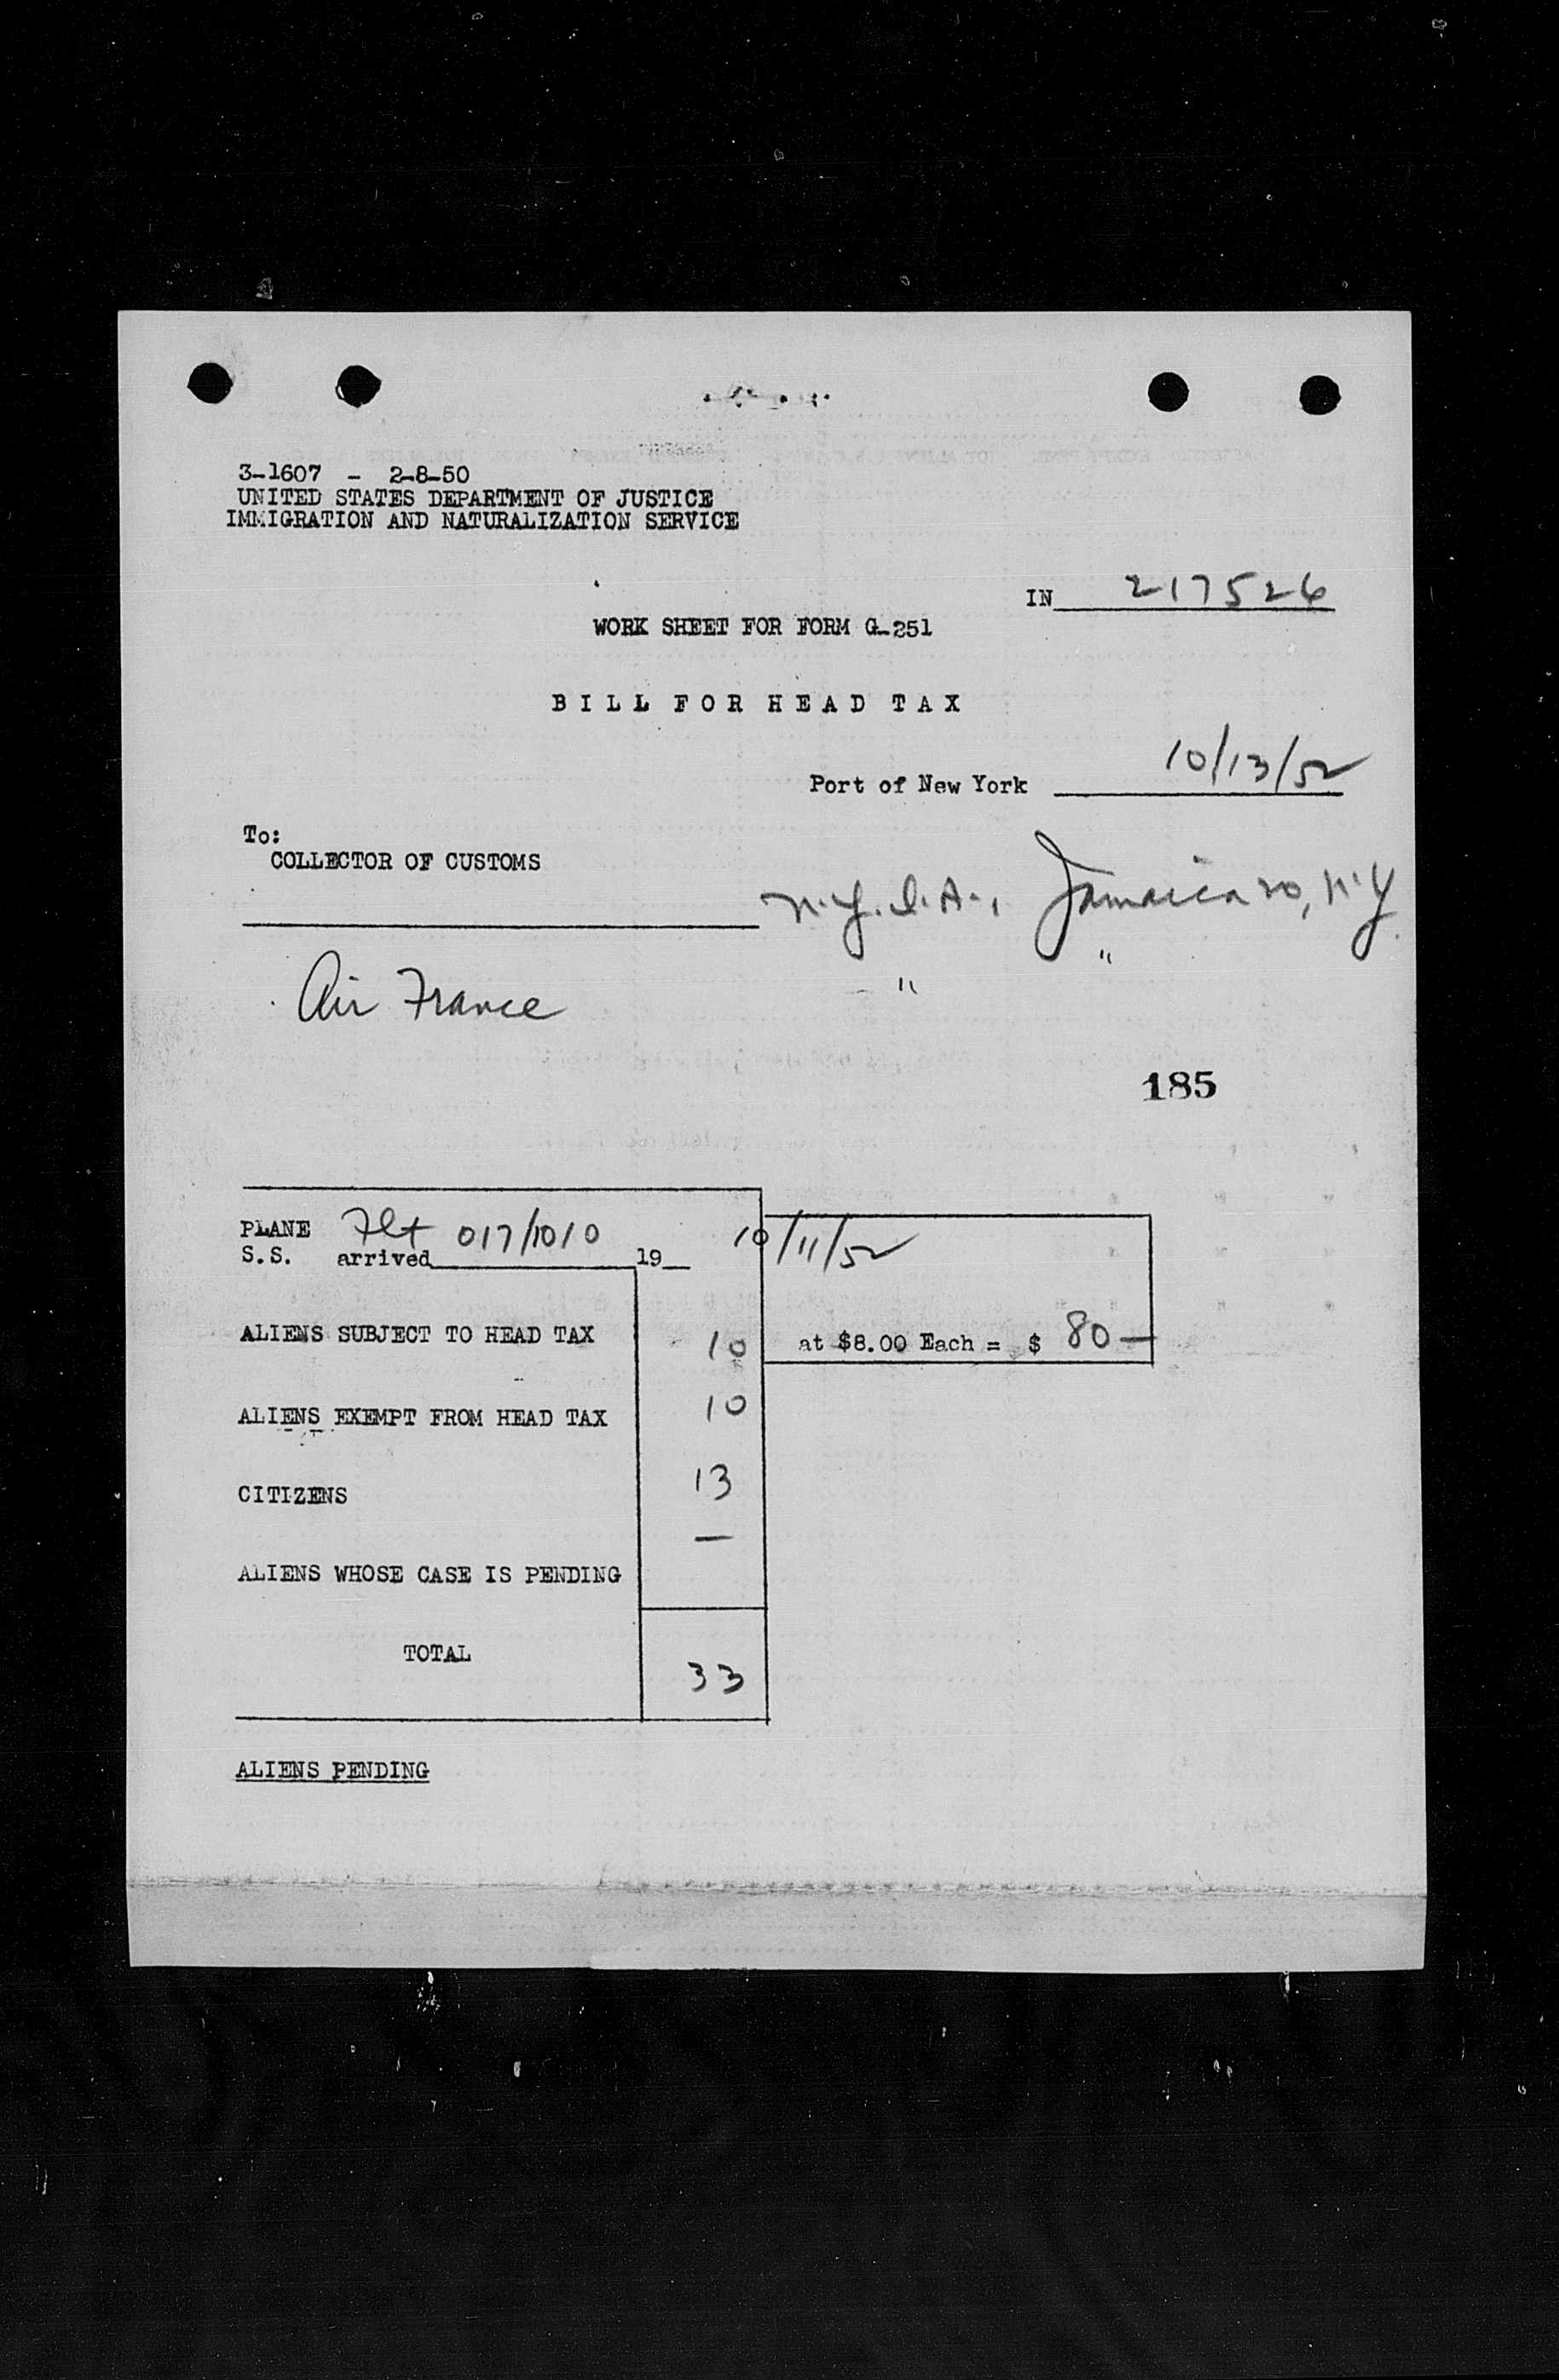 3-1607 - 2-8-50
UNITED STATES DEPARTMENT OF JUSTICE
IMMIGRATION AND NATURALIZATION SERVICE
IN 217526
WORK SHEET FOR FORM G-251
BILL FOR HEAD TAX
Port of New York 10/13/52
To:
COLLECTOR OF CUSTOMS
N.Y.I.A., Jamaica 30, N.Y.
Air France " "
185
PLANE Flt 017/1010 10/11/52
S.S. arrived 19
ALIENS SUBJECT TO HEAD TAX 10 at $8.00 Each = $ 80—
ALIENS EXEMPT FROM HEAD TAX 10
CITIZENS 13
ALIENS WHOSE CASE IS PENDING —
TOTAL 33
ALIENS PENDING